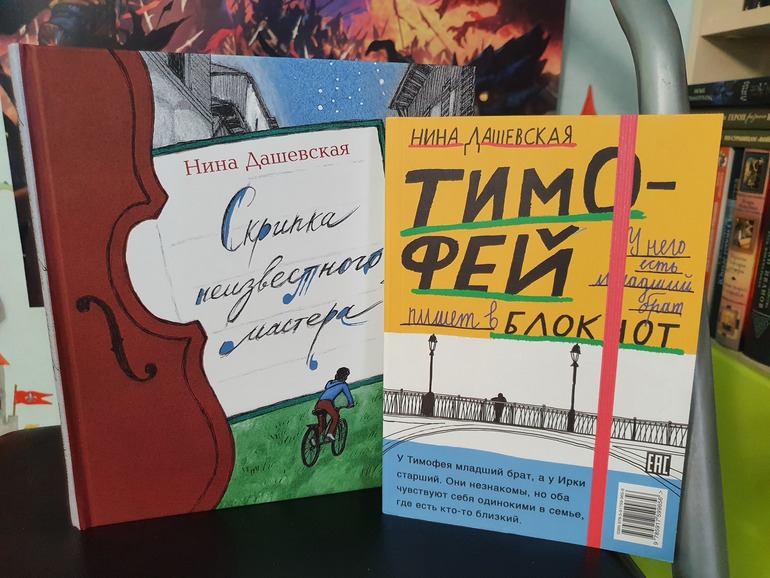 Нина Дашевская
Скрипка
неизвестного
мастера
НИНА ДАШЕВСКАЯ
ТИМО-
ФЕЙ
пишет в БЛОКНОТ
У него
есть
младший
брат
У Тимофея младший брат, а у Ирки
старший. Они незнакомы, но оба
чувствуют себя одинокими в семье,
где есть кто-то близкий.
EAC